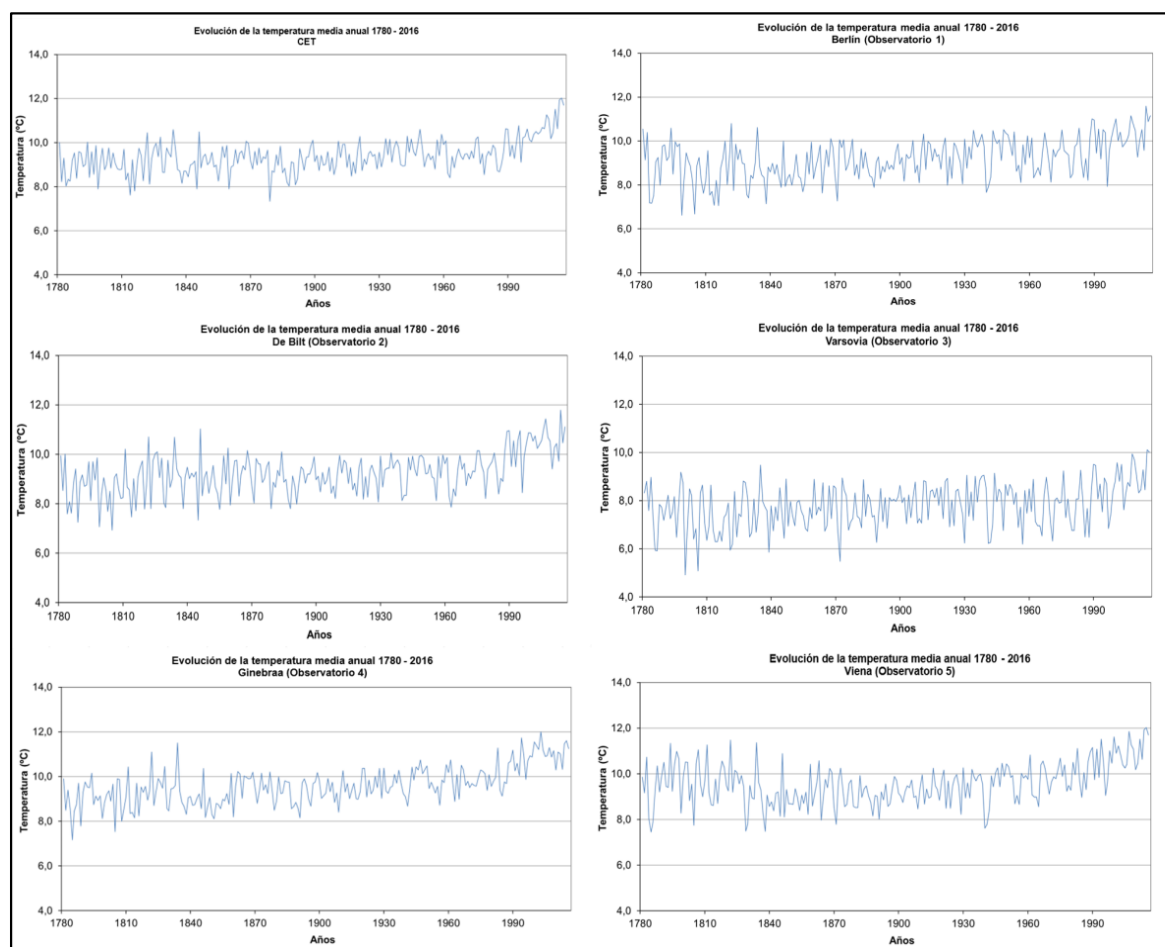 Evolución de la temperatura media anual 1780 - 2016
CET
Temperatura (ºC)
14,0
12,0
10,0
8,0
6,0
4,0
1780 1810 1840 1870 1900 1930 1960 1990
Años
Evolución de la temperatura media anual 1780 - 2016
Berlín (Observatorio 1)
Temperatura (ºC)
14,0
12,0
10,0
8,0
6,0
4,0
1780 1810 1840 1870 1900 1930 1960 1990
Años
Evolución de la temperatura media anual 1780 - 2016
De Bilt (Observatorio 2)
Temperatura (ºC)
14,0
12,0
10,0
8,0
6,0
4,0
1780 1810 1840 1870 1900 1930 1960 1990
Años
Evolución de la temperatura media anual 1780 - 2016
Varsovia (Observatorio 3)
Temperatura (ºC)
14,0
12,0
10,0
8,0
6,0
4,0
1780 1810 1840 1870 1900 1930 1960 1990
Años
Evolución de la temperatura media anual 1780 - 2016
Ginebraa (Observatorio 4)
Temperatura (ºC)
14,0
12,0
10,0
8,0
6,0
4,0
1780 1810 1840 1870 1900 1930 1960 1990
Años
Evolución de la temperatura media anual 1780 - 2016
Viena (Observatorio 5)
Temperatura (ºC)
14,0
12,0
10,0
8,0
6,0
4,0
1780 1810 1840 1870 1900 1930 1960 1990
Años